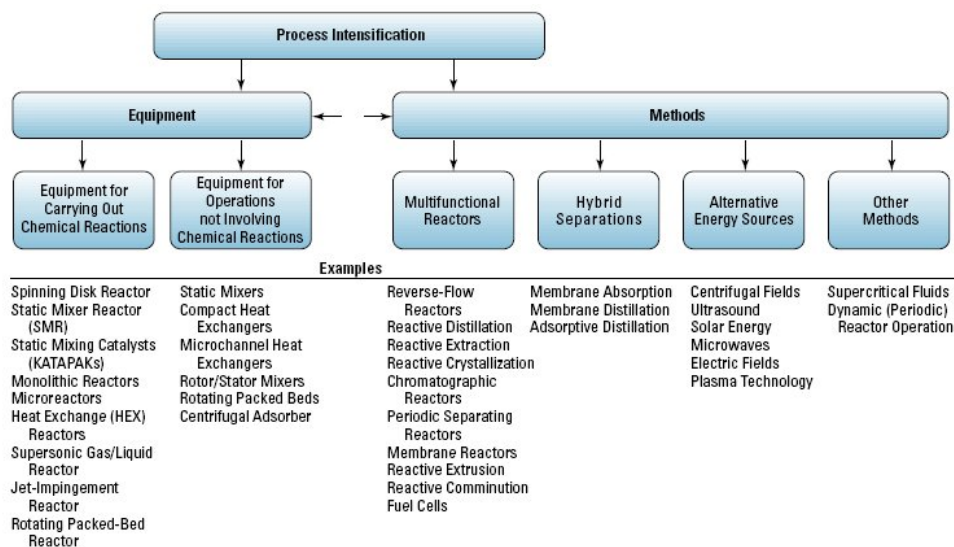 Process Intensification
Equipment
Methods
Equipment for
Carrying Out
Chemical Reactions
Equipment for
Operations
not Involving
Chemical Reactions
Multifunctional
Reactors
Hybrid
Separations
Alternative
Energy Sources
Other
Methods
Examples
Spinning Disk Reactor
Static Mixer Reactor
(SMR)
Static Mixing Catalysts
(KATAPAKs)
Monolithic Reactors
Microreactors
Heat Exchange (HEX)
Reactors
Supersonic Gas/Liquid
Reactor
Jet-Impingement
Reactor
Rotating Packed-Bed
Reactor
Static Mixers
Compact Heat
Exchangers
Microchannel Heat
Exchangers
Rotor/Stator Mixers
Rotating Packed Beds
Centrifugal Adsorber
Reverse-Flow
Reactors
Reactive Distillation
Reactive Extraction
Reactive Crystallization
Chromatographic
Reactors
Periodic Separating
Reactors
Membrane Reactors
Reactive Extrusion
Reactive Comminution
Fuel Cells
Membrane Absorption
Membrane Distillation
Adsorptive Distillation
Centrifugal Fields
Ultrasound
Solar Energy
Microwaves
Electric Fields
Plasma Technology
Supercritical Fluids
Dynamic (Periodic)
Reactor Operation